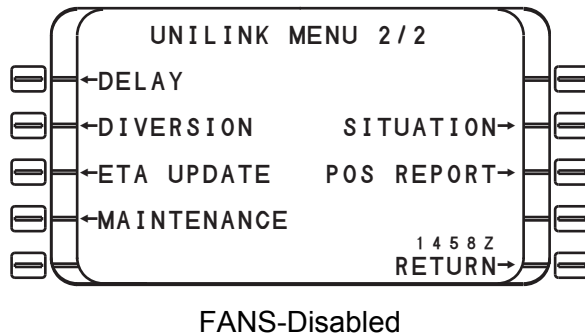 UNILINK MENU 2/2
←DELAY
←DIVERSION SITUATION→
←ETA UPDATE POS REPORT→
←MAINTENANCE
1458Z
RETURN→
FANS-Disabled